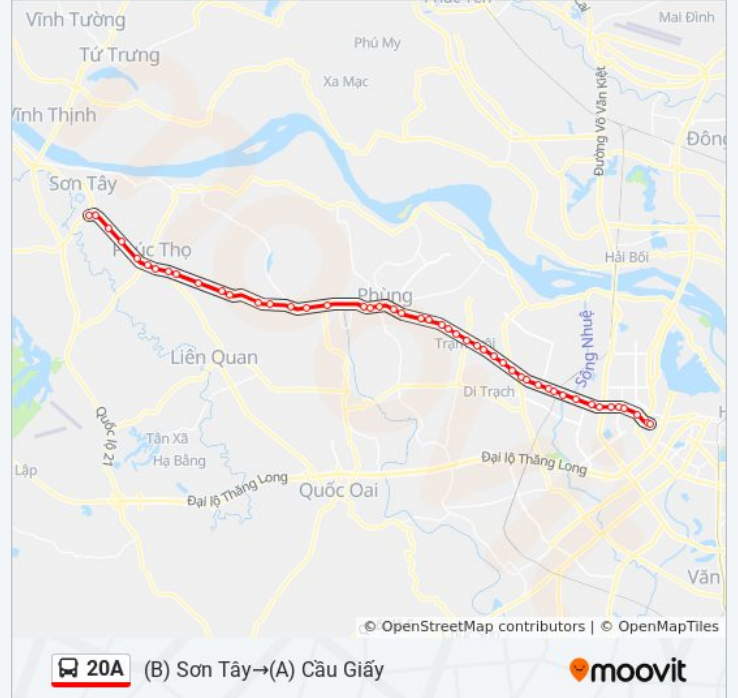 Vĩnh Tường
Mai Đình
Tứ Trưng
Phú My
Xa Mạc
Đường Võ Văn Kiệt
Vĩnh Thịnh
Sơn Tây
Phúc Thọ
Hải Bối
Phùng
Sông Nhuệ
Liên Quan
Di Trạch
Quốc lộ 21
Tân Xã
Hạ Bằng
Lập
Đại lộ Thăng Long
Đại lộ Thăng Long
Quốc Oai
Văn
© OpenStreetMap contributors | © OpenMapTiles
20A (B) Sơn Tây→(A) Cầu Giấy
moovit